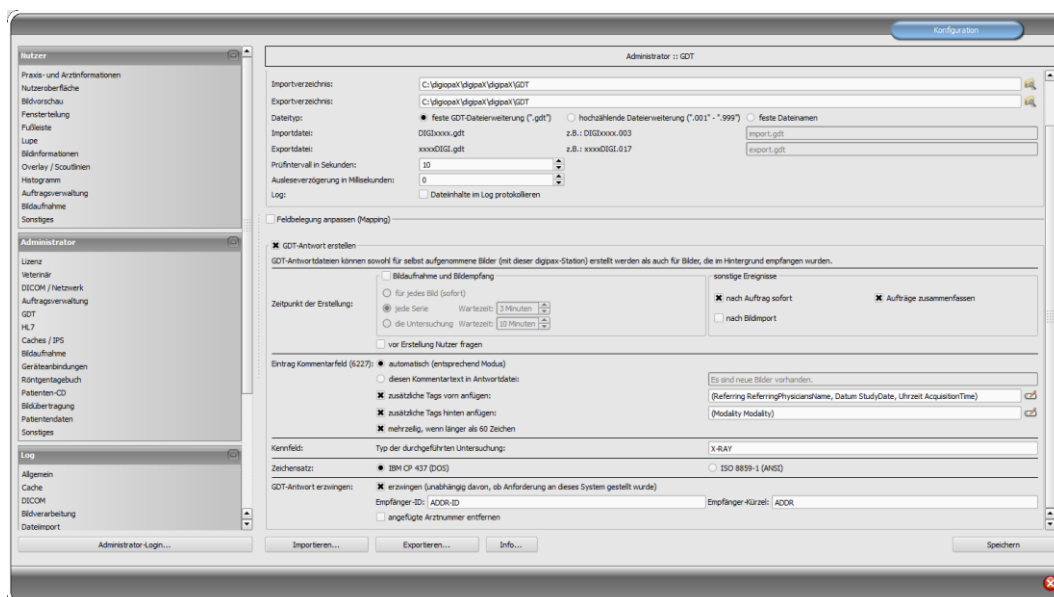 Konfiguration
Nutzer
Praxis- und Arztinformationen
Nutzeroberfläche
Bildvorschau
Fensterteilung
Fußleiste
Lupe
Bildinformationen
Overlay / Scoutlinien
Histogramm
Auftragsverwaltung
Bildaufnahme
Sonstiges
Administrator
Lizenz
Veterinär
DICOM / Netzwerk
Auftragsverwaltung
GDT
HL7
Caches / IPS
Bildaufnahme
Geräteanbindungen
Röntgentagebuch
Patienten-CD
Bildübertragung
Patientendaten
Sonstiges
Log
Allgemein
Cache
DICOM
Bildverarbeitung
Dateiimport
Administrator-Login...
Administrator :: GDT
Importverzeichnis: C:\digiopaX\digipaX\digipaX\GDT
Exportverzeichnis: C:\digiopaX\digipaX\digipaX\GDT
Dateityp: feste GDT-Dateierweiterung (".gdt") hochzählende Dateierweiterung (".001" - ".999") feste Dateinamen
Importdatei: DIGIxxxx.gdt z.B.: DIGIxxxx.003 import.gdt
Exportdatei: xxxxDIGI.gdt z.B.: xxxxDIGI.017 export.gdt
Prüfintervall in Sekunden: 10
Ausleseverzögerung in Millisekunden: 0
Log: Dateiinhalte im Log protokollieren
Feldbelegung anpassen (Mapping)
GDT-Antwort erstellen
GDT-Antwortdateien können sowohl für selbst aufgenommene Bilder (mit dieser digipax-Station) erstellt werden als auch für Bilder, die im Hintergrund empfangen wurden.
Bildaufnahme und Bildempfang sonstige Ereignisse
für jedes Bild (sofort) nach Auftrag sofort Aufträge zusammenfassen
Zeitpunkt der Erstellung: jede Serie Wartezeit: 3 Minuten
die Untersuchung Wartezeit: 10 Minuten nach Bildimport
vor Erstellung Nutzer fragen
Eintrag Kommentarfeld (6227): automatisch (entsprechend Modus)
diesen Kommentartext in Antwortdatei: Es sind neue Bilder vorhanden.
zusätzliche Tags vorn anfügen: (Referring ReferringPhysiciansName, Datum StudyDate, Uhrzeit AcquisitionTime)
zusätzliche Tags hinten anfügen: (Modality Modality)
mehrzeilig, wenn länger als 60 Zeichen
Kennfeld: Typ der durchgeführten Untersuchung: X-RAY
Zeichensatz: IBM CP 437 (DOS) ISO 8859-1 (ANSI)
GDT-Antwort erzwingen: erzwingen (unabhängig davon, ob Anforderung an dieses System gestellt wurde)
Empfänger-ID: ADDR-ID Empfänger-Kürzel: ADDR
angefügte Arztnummer entfernen
Importieren... Exportieren... Info... Speichern